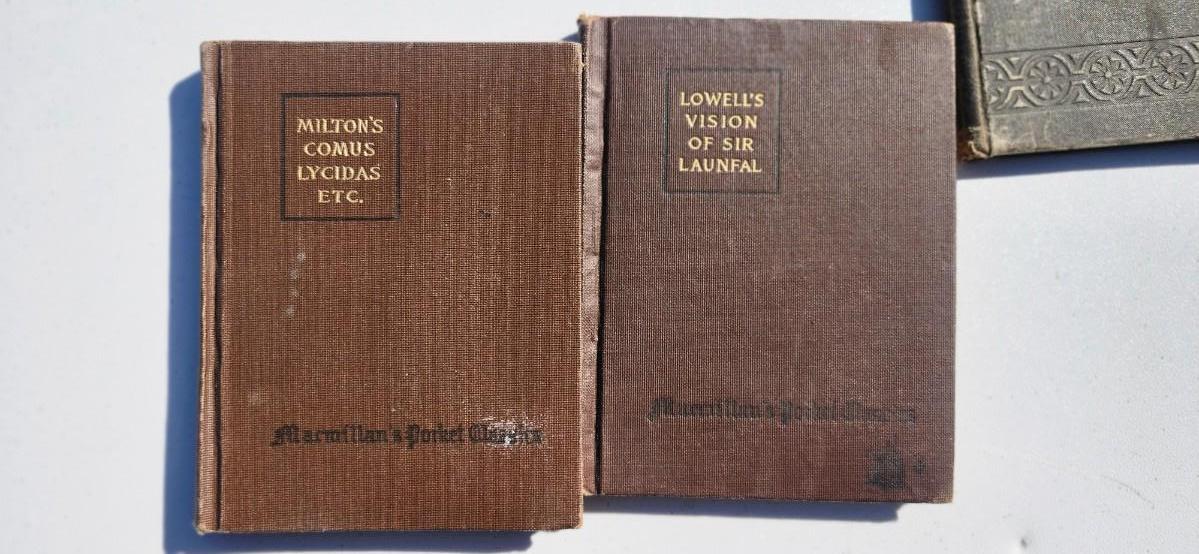 MILTON'S
COMUS
LYCIDAS
ETC.
Macmillan's Pocket Classics
LOWELL'S
VISION
OF SIR
LAUNFAL
Macmillan's Pocket Classics